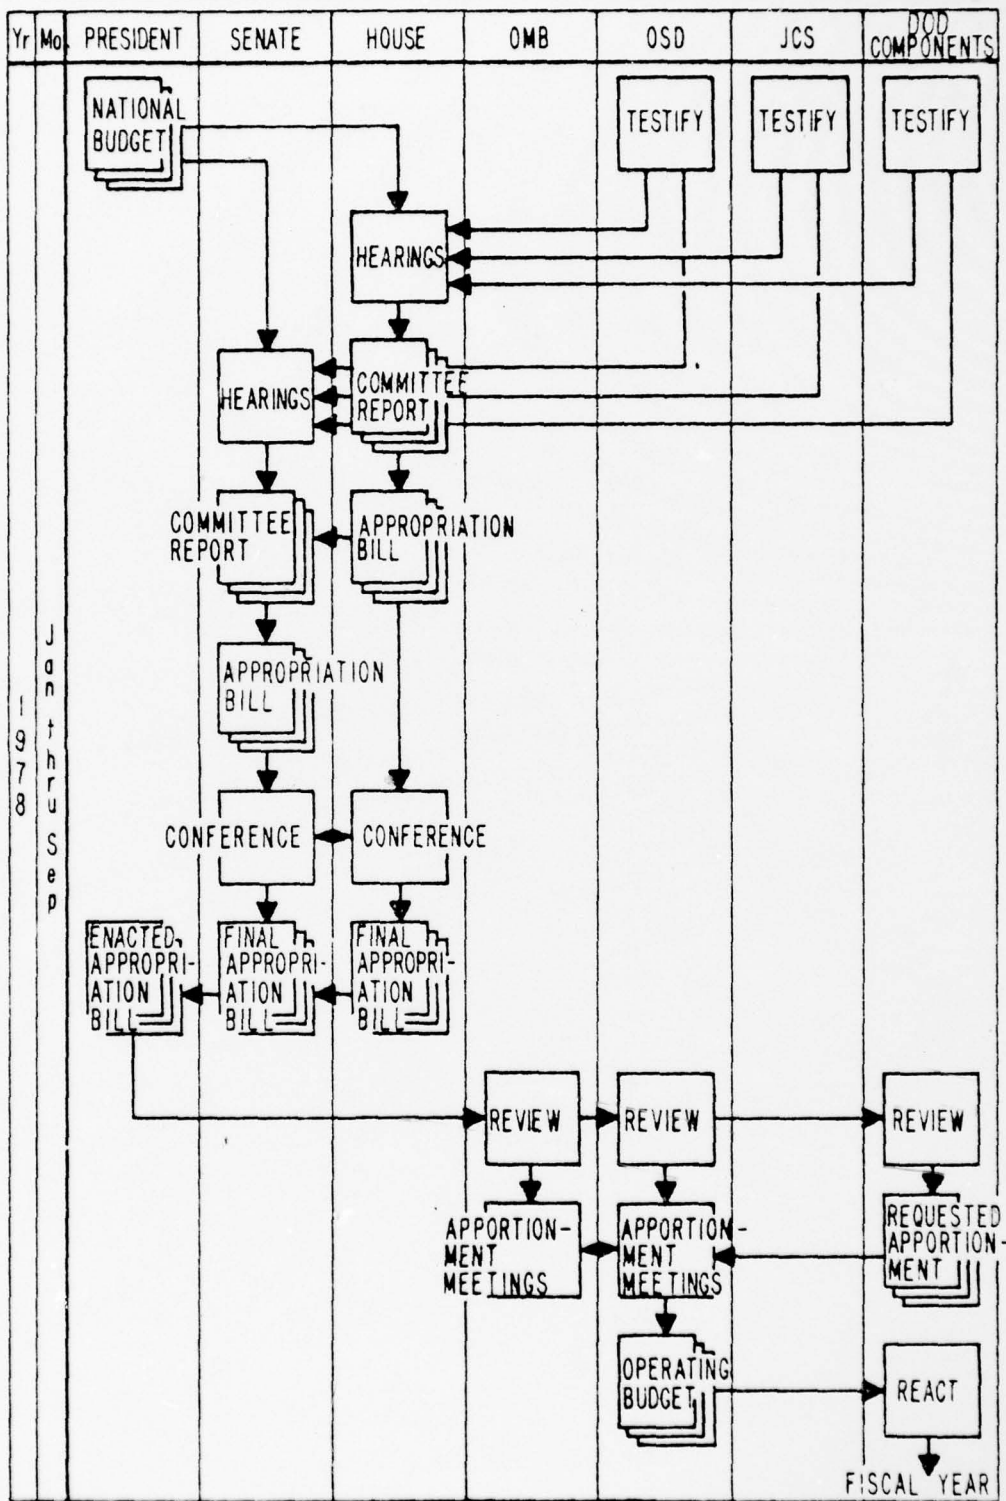 Yr Mo. PRESIDENT SENATE HOUSE OMB OSD JCS DOD
COMPONENTS
NATIONAL
BUDGET
TESTIFY TESTIFY TESTIFY
HEARINGS
HEARINGS
COMMITTEE
REPORT
COMMITTEE
REPORT
APPROPRIATION
BILL
APPROPRIATION
BILL
1978
Jan thru Sep
CONFERENCE CONFERENCE
ENACTED
APPROPRI-
ATION
BILL
FINAL
APPROPRI-
ATION
BILL
FINAL
APPROPRI-
ATION
BILL
REVIEW REVIEW REVIEW
APPORTION-
MENT
MEETINGS
APPORTION-
MENT
MEETINGS
REQUESTED
APPORTION-
MENT
OPERATING
BUDGET
REACT
FISCAL YEAR